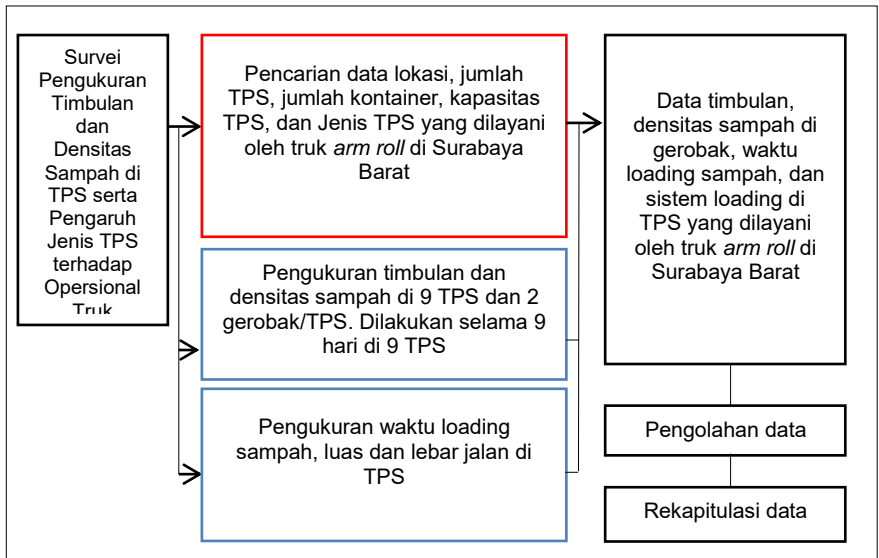 Survei
Pengukuran
Timbulan
dan
Densitas
Sampah di
TPS serta
Pengaruh
Jenis TPS
terhadap
Opersional
Truk
Pencarian data lokasi, jumlah
TPS, jumlah kontainer, kapasitas
TPS, dan Jenis TPS yang dilayani
oleh truk arm roll di Surabaya
Barat
Pengukuran timbulan dan
densitas sampah di 9 TPS dan 2
gerobak/TPS. Dilakukan selama 9
hari di 9 TPS
Pengukuran waktu loading
sampah, luas dan lebar jalan di
TPS
Data timbulan,
densitas sampah di
gerobak, waktu
loading sampah, dan
sistem loading di
TPS yang dilayani
oleh truk arm roll di
Surabaya Barat
Pengolahan data
Rekapitulasi data